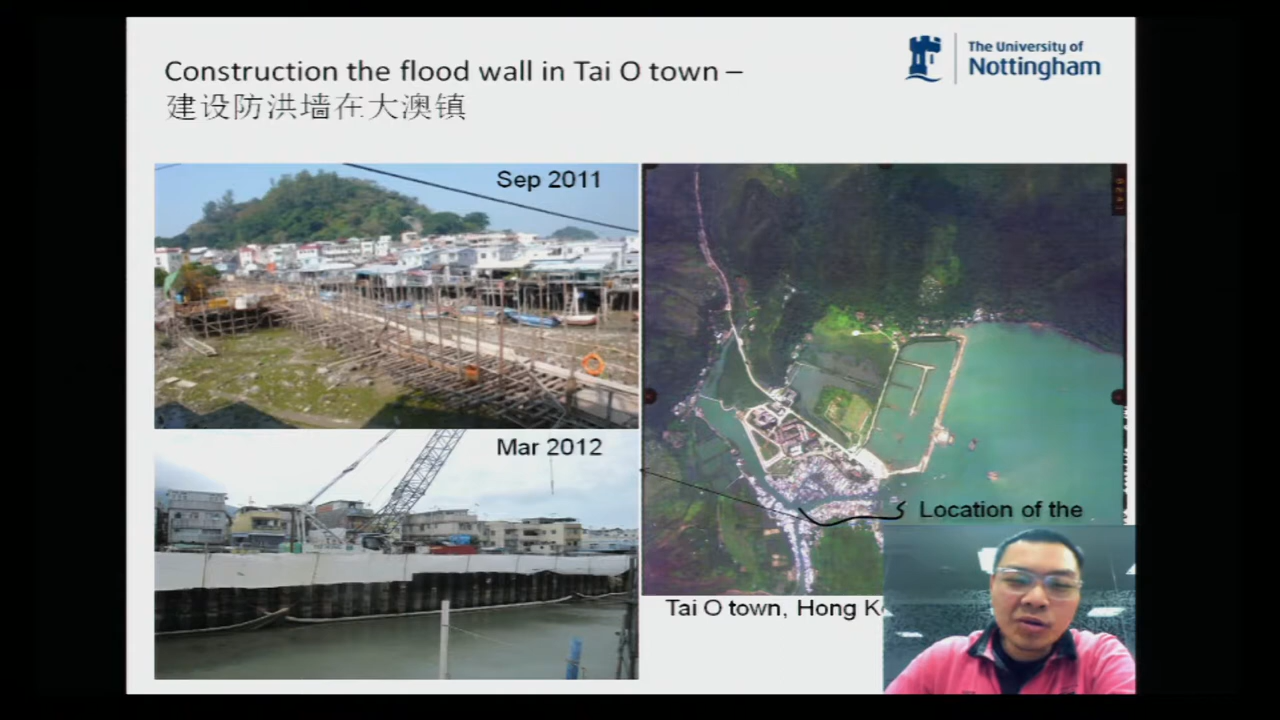 Construction the flood wall in Tai O town –
建设防洪墙在大澳镇
The University of
Nottingham
Sep 2011
Mar 2012
Location of the
Tai O town, Hong K